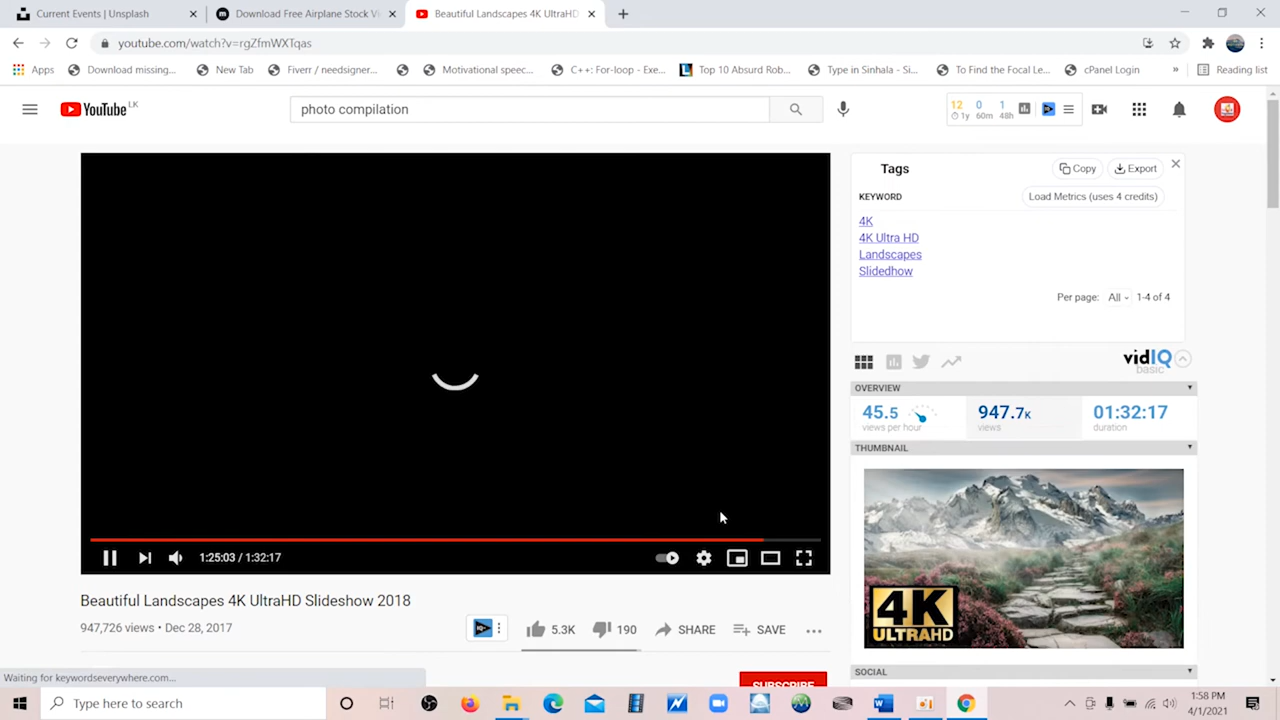 Current Events | Unsplash
Download Free Airplane Stock V
Beautiful Landscapes 4K UltraHD
youtube.com/watch?v=rgZfmWXTqas
Apps Download missing... New Tab Fiverr / needsigner... Motivational speec... C++: For-loop - Exe... Top 10 Absurd Rob... Type in Sinhala - Si... To Find the Focal Le... cPanel Login » Reading list
YouTube LK
photo compilation
12 0 1
1y 60m 48h
Tags Copy Export
KEYWORD Load Metrics (uses 4 credits)
4K
4K Ultra HD
Landscapes
Slidedhow
Per page: All 1-4 of 4
vidIQ
basic
OVERVIEW
45.5 947.7K 01:32:17
views per hour views duration
THUMBNAIL
4K
ULTRAHD
SOCIAL
1:25:03 / 1:32:17
Beautiful Landscapes 4K UltraHD Slideshow 2018
947,726 views • Dec 28, 2017
5.3K 190 SHARE SAVE
SUBSCRIBE
Waiting for keywordseverywhere.com...
Type here to search
1:58 PM
4/1/2021